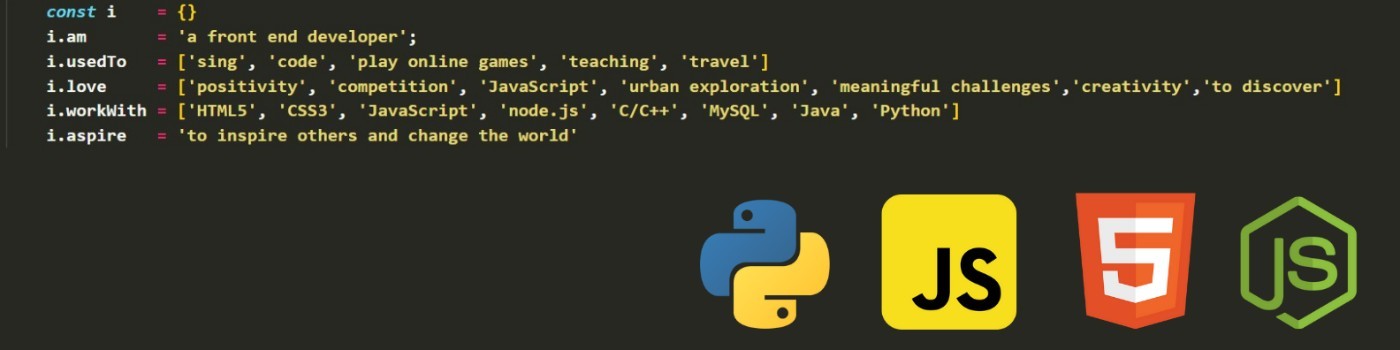 const i    = {}
i.am       = 'a front end developer';
i.usedTo   = ['sing', 'code', 'play online games', 'teaching', 'travel']
i.love     = ['positivity', 'competition', 'JavaScript', 'urban exploration', 'meaningful challenges','creativity','to discover']
i.workWith = ['HTML5', 'CSS3', 'JavaScript', 'node.js', 'C/C++', 'MySQL', 'Java', 'Python']
i.aspire   = 'to inspire others and change the world'
JS
5
JS